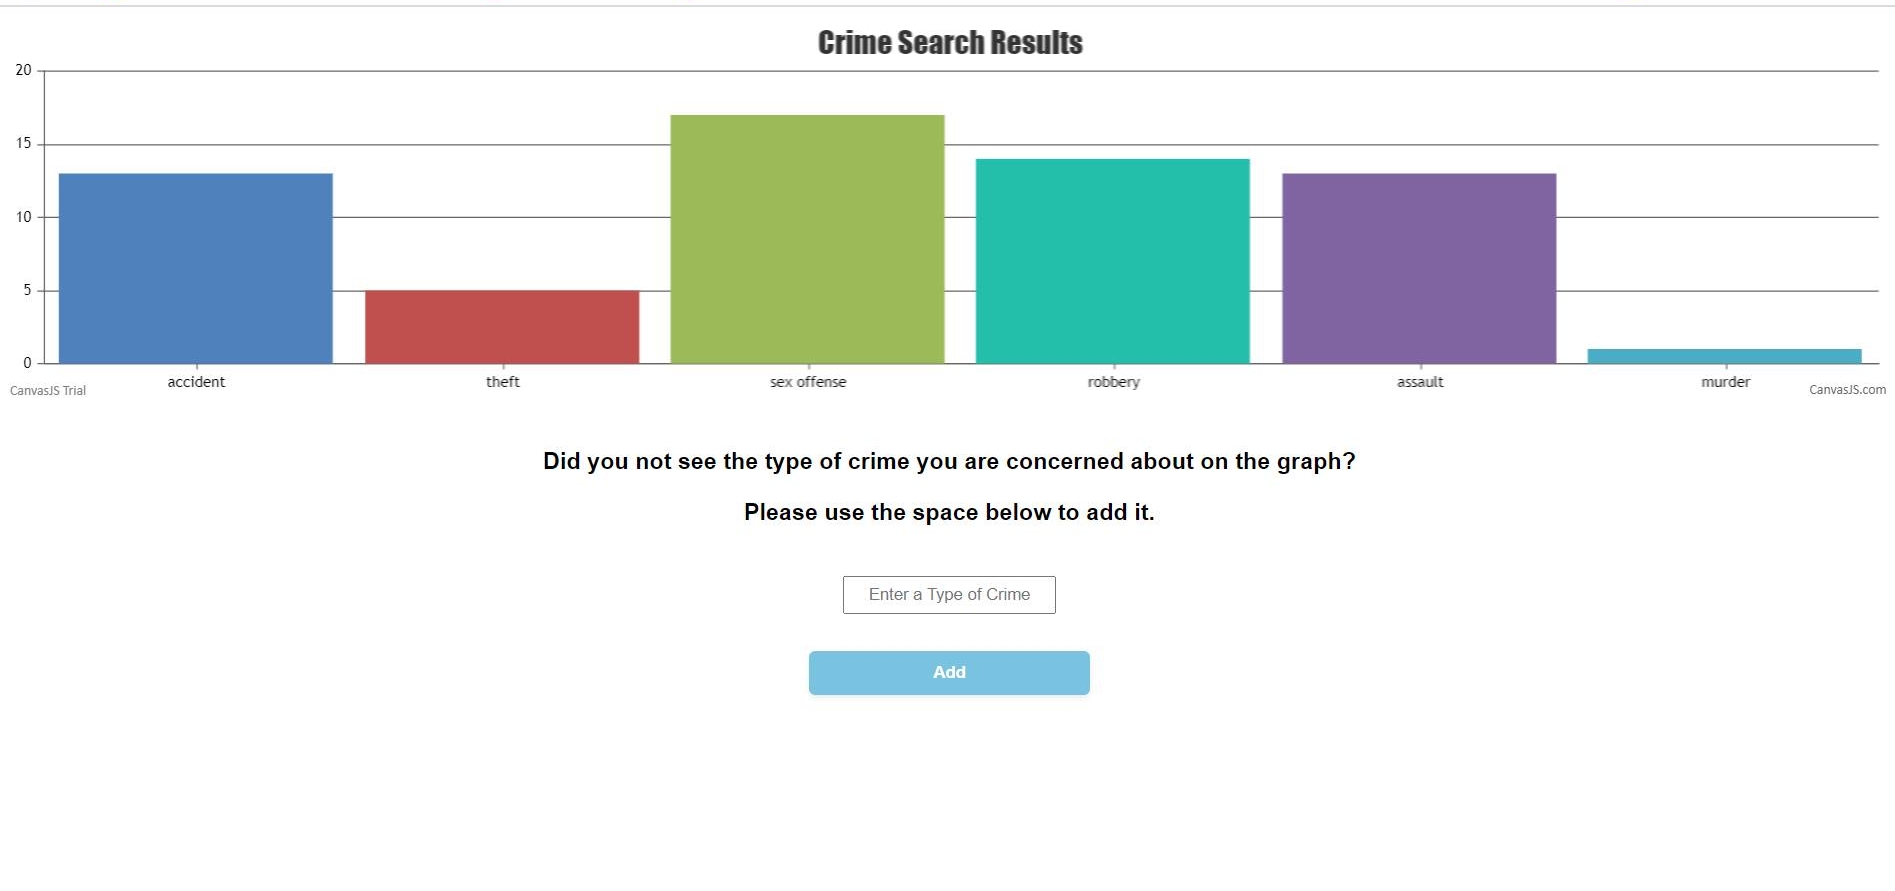 Crime Search Results
20
15
10
5
0
accident theft sex offense robbery assault murder
CanvasJS Trial CanvasJS.com
Did you not see the type of crime you are concerned about on the graph?
Please use the space below to add it.
Enter a Type of Crime
Add